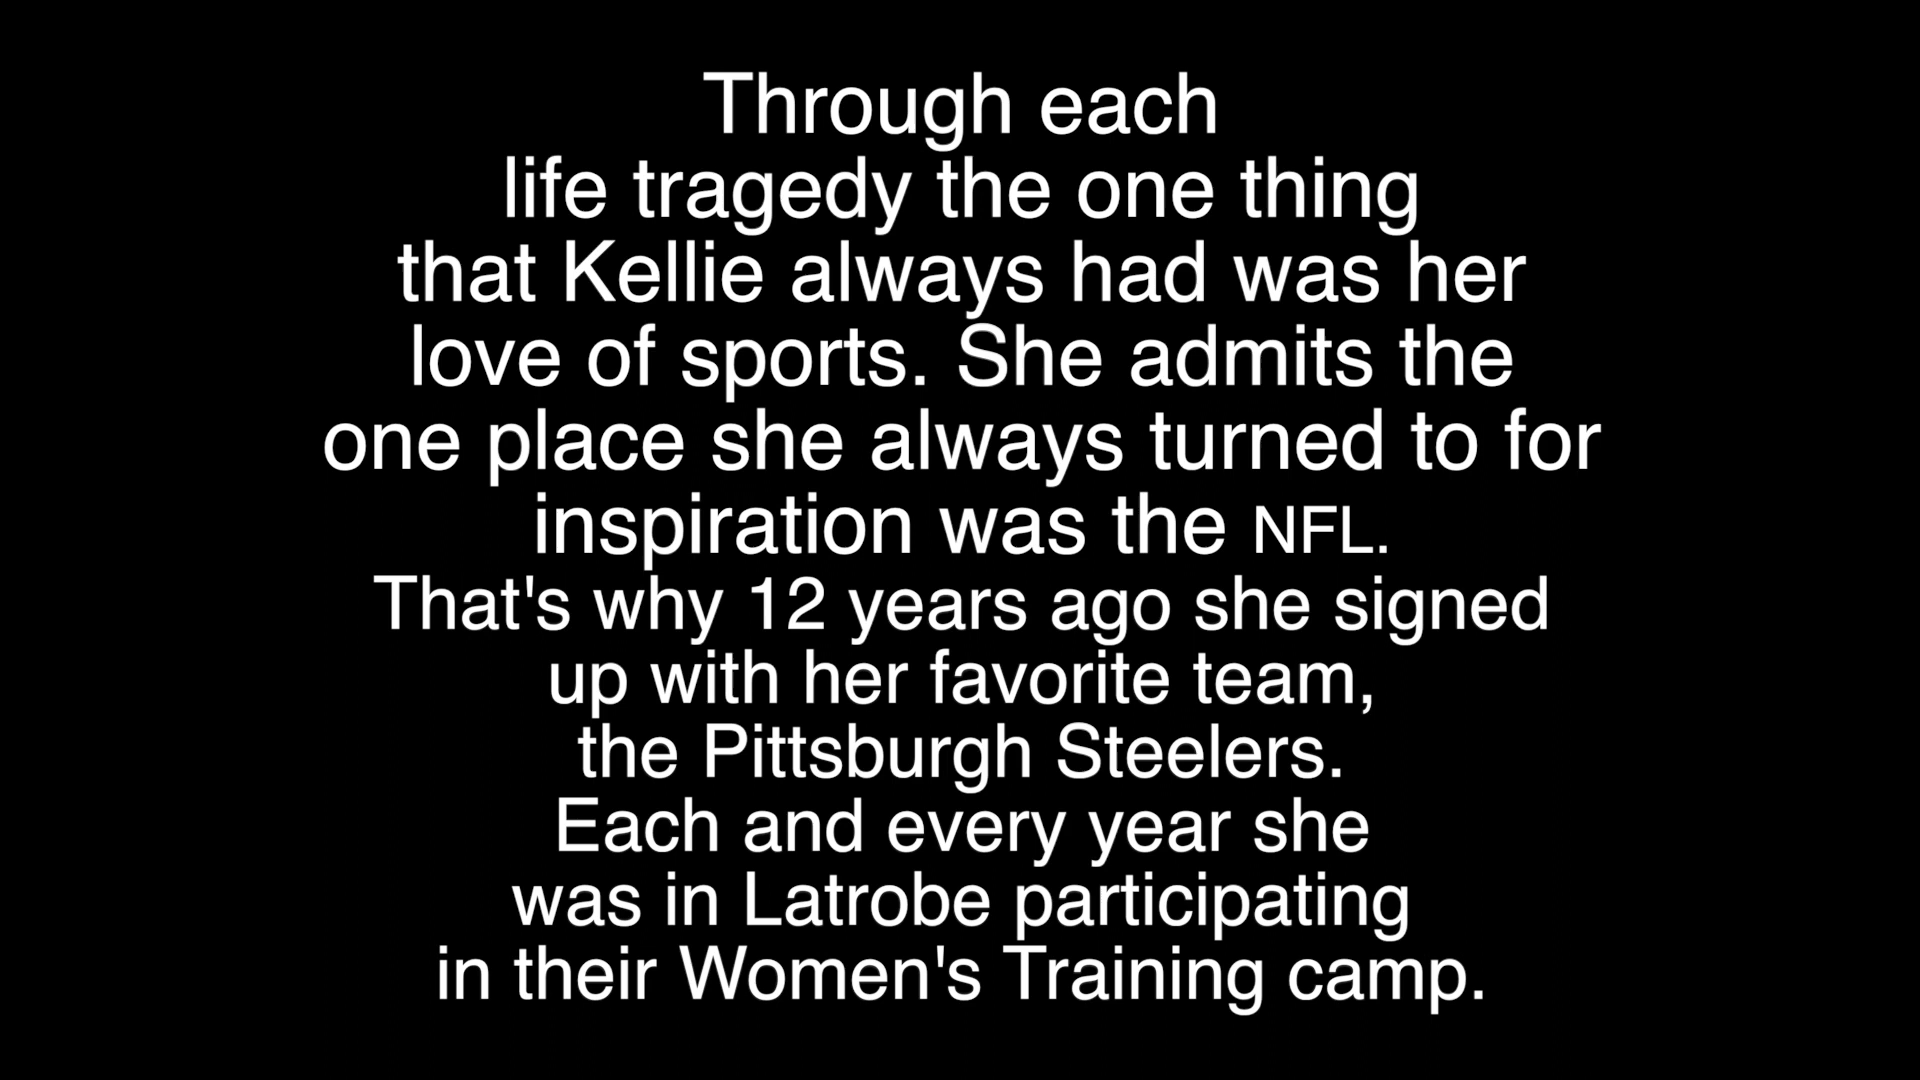 Through each
life tragedy the one thing
that Kellie always had was her
love of sports. She admits the
one place she always turned to for
inspiration was the NFL.
That's why 12 years ago she signed
up with her favorite team,
the Pittsburgh Steelers.
Each and every year she
was in Latrobe participating
in their Women's Training camp.